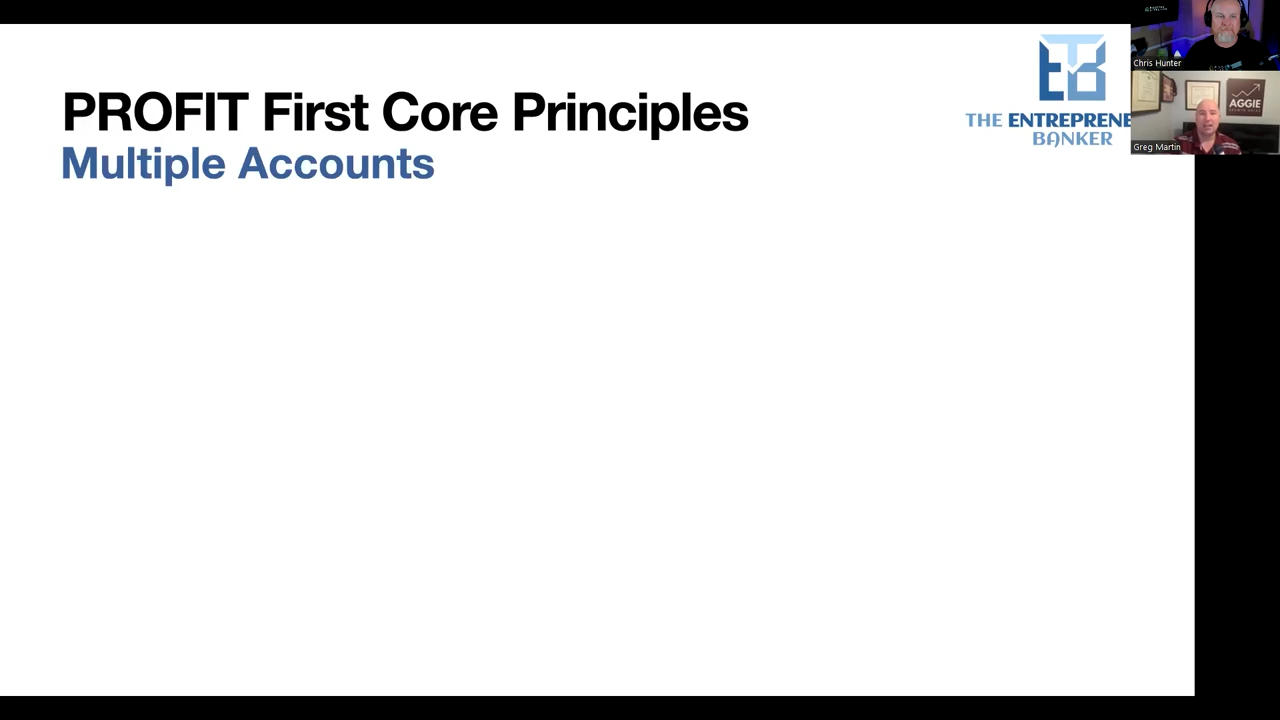 PROFIT First Core Principles
Multiple Accounts
THE ENTREPRENE
BANKER
Chris Hunter
AGGIE
Greg Martin